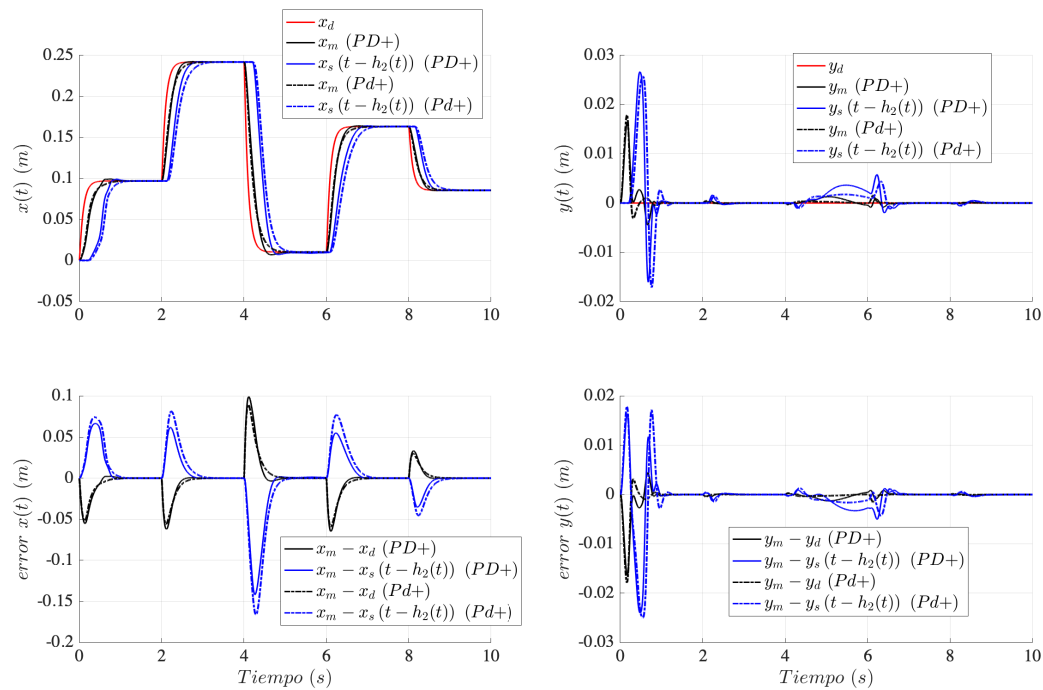 x_d
x_m (PD+)
x_s (t − h_2(t)) (PD+)
x_m (Pd+)
x_s (t − h_2(t)) (Pd+)
x(t) (m)
0.25
0.20
0.15
0.10
0.05
0
-0.05
0
2
4
6
8
10
y_d
y_m (PD+)
y_s (t − h_2(t)) (PD+)
y_m (Pd+)
y_s (t − h_2(t)) (Pd+)
y(t) (m)
0.03
0.02
0.01
0
-0.01
-0.02
0
2
4
6
8
10
error x(t) (m)
0.1
0.05
0
-0.05
-0.1
-0.15
-0.2
x_m − x_d (PD+)
x_m − x_s (t − h_2(t)) (PD+)
x_m − x_d (Pd+)
x_m − x_s (t − h_2(t)) (Pd+)
0
2
4
6
8
10
Tiempo (s)
error y(t) (m)
0.02
0.01
0
-0.01
-0.02
-0.03
y_m − y_d (PD+)
y_m − y_s (t − h_2(t)) (PD+)
y_m − y_d (Pd+)
y_m − y_s (t − h_2(t)) (Pd+)
0
2
4
6
8
10
Tiempo (s)